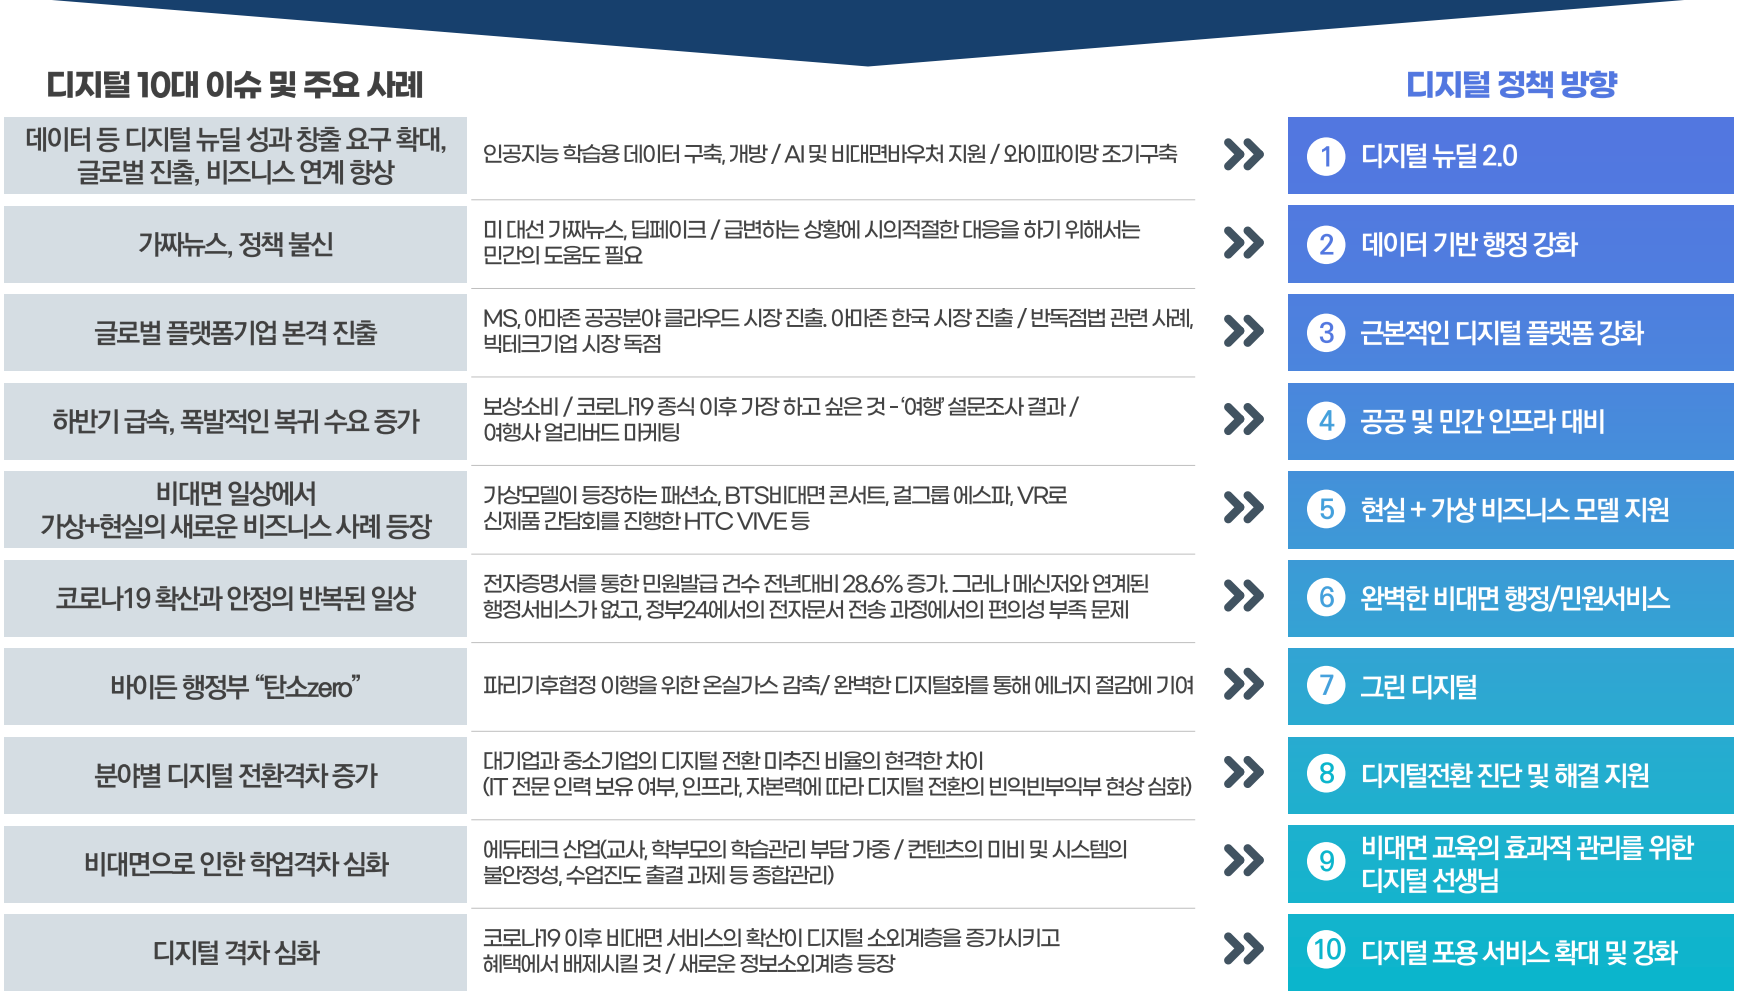 디지털 10대 이슈 및 주요 사례
디지털 정책 방향
데이터 등 디지털 뉴딜 성과 창출 요구 확대,
글로벌 진출, 비즈니스 연계 향상
인공지능 학습용 데이터 구축, 개방 / AI 및 비대면바우처 지원 / 와이파이망 조기구축
1 디지털 뉴딜 2.0
가짜뉴스, 정책 불신
미 대선 가짜뉴스, 딥페이크 / 급변하는 상황에 시의적절한 대응을 하기 위해서는
민간의 도움도 필요
2 데이터 기반 행정 강화
글로벌 플랫폼기업 본격 진출
MS, 아마존 공공분야 클라우드 시장 진출. 아마존 한국 시장 진출 / 반독점법 관련 사례,
빅테크기업 시장 독점
3 근본적인 디지털 플랫폼 강화
하반기 급속, 폭발적인 복귀 수요 증가
보상소비 / 코로나19 종식 이후 가장 하고 싶은 것 - ‘여행’ 설문조사 결과 /
여행사 얼리버드 마케팅
4 공공 및 민간 인프라 대비
비대면 일상에서
가상+현실의 새로운 비즈니스 사례 등장
가상모델이 등장하는 패션쇼, BTS비대면 콘서트, 걸그룹 에스파, VR로
신제품 간담회를 진행한 HTC VIVE 등
5 현실 + 가상 비즈니스 모델 지원
코로나19 확산과 안정의 반복된 일상
전자증명서를 통한 민원발급 건수 전년대비 28.6% 증가. 그러나 메신저와 연계된
행정서비스가 없고, 정부24에서의 전자문서 전송 과정에서의 편의성 부족 문제
6 완벽한 비대면 행정/민원서비스
바이든 행정부 “탄소zero”
파리기후협정 이행을 위한 온실가스 감축/ 완벽한 디지털화를 통해 에너지 절감에 기여
7 그린 디지털
분야별 디지털 전환격차 증가
대기업과 중소기업의 디지털 전환 미추진 비율의 현격한 차이
(IT 전문 인력 보유 여부, 인프라, 자본력에 따라 디지털 전환의 빈익빈부익부 현상 심화)
8 디지털전환 진단 및 해결 지원
비대면으로 인한 학업격차 심화
에듀테크 산업(교사, 학부모의 학습관리 부담 가중 / 컨텐츠의 미비 및 시스템의
불안정성, 수업진도 출결 과제 등 종합관리)
9 비대면 교육의 효과적 관리를 위한
디지털 선생님
디지털 격차 심화
코로나19 이후 비대면 서비스의 확산이 디지털 소외계층을 증가시키고
혜택에서 배제시킬 것 / 새로운 정보소외계층 등장
10 디지털 포용 서비스 확대 및 강화